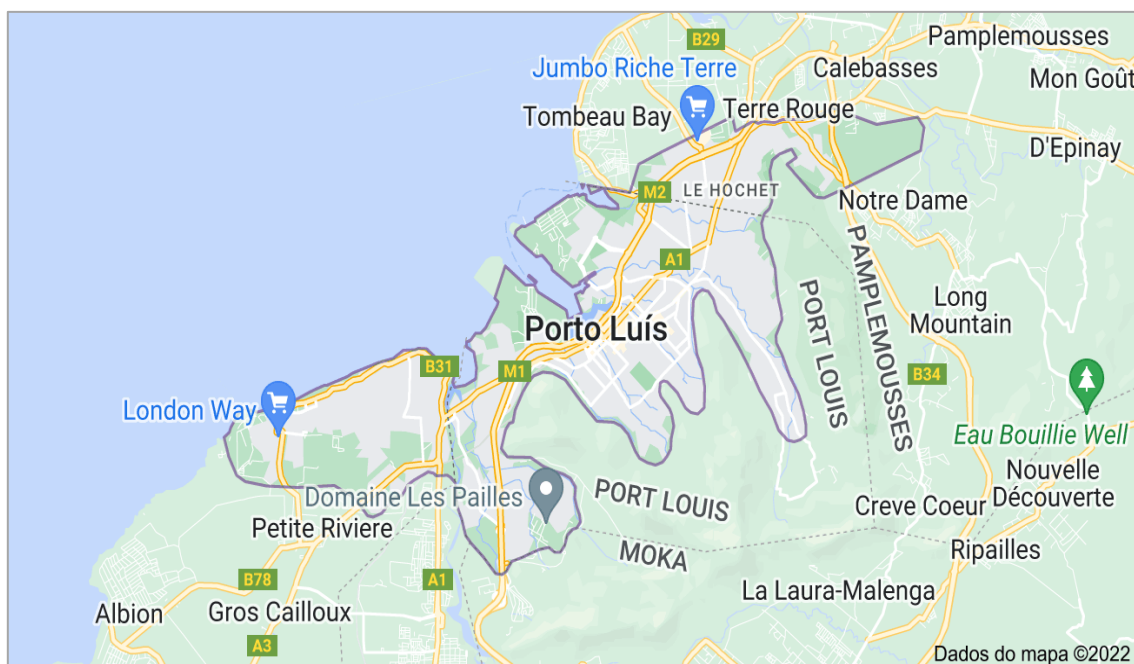 Pamplemousses
B29
Jumbo Riche Terre
Calebasses
Mon Goût
Tombeau Bay
Terre Rouge
D'Epinay
M2
LE HOCHET
Notre Dame
A1
PAMPLEMOUSSES
PORT LOUIS
Long
Mountain
Porto Luís
B31
M1
B34
London Way
Eau Bouillie Well
Domaine Les Pailles
PORT LOUIS
Nouvelle
Découverte
Creve Coeur
Petite Riviere
MOKA
Ripailles
B78
A1
La Laura-Malenga
Albion
Gros Cailloux
A3
Dados do mapa ©2022